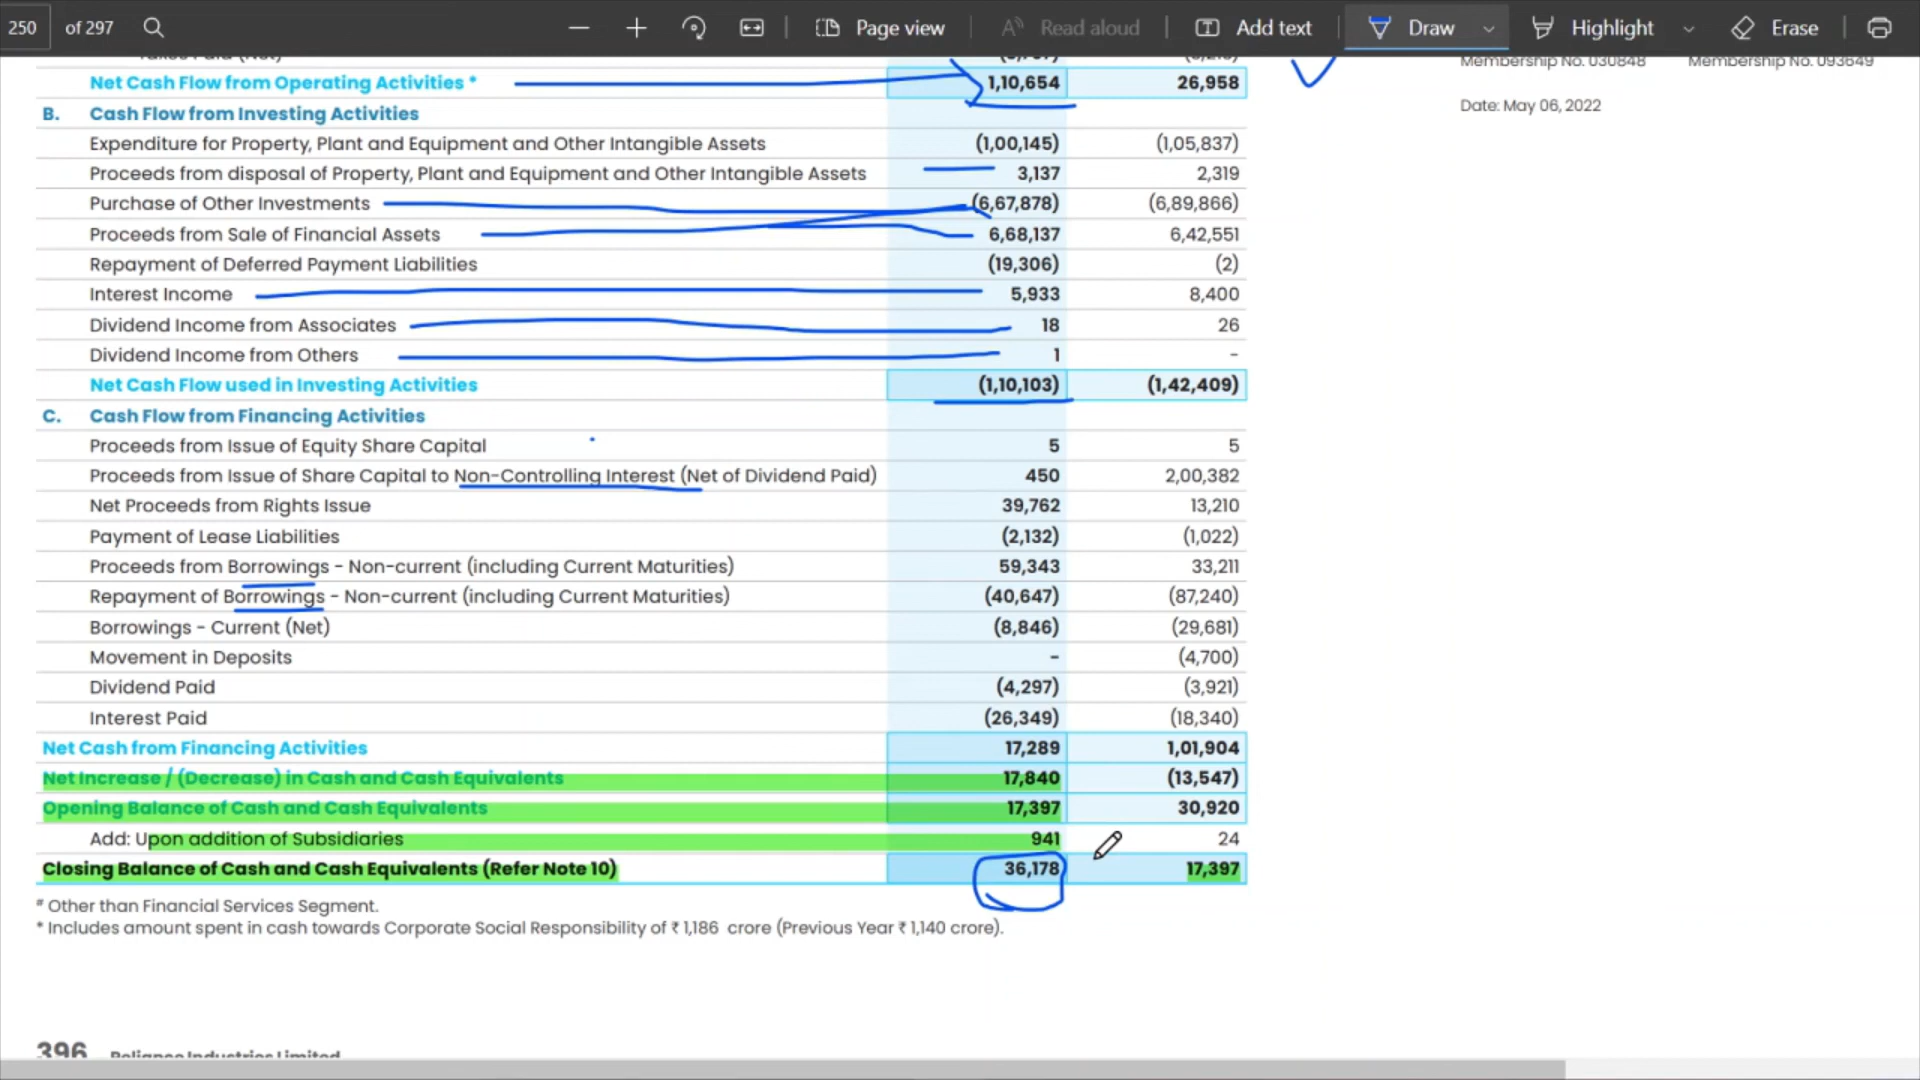 250 of 297 Page view Read aloud Add text Draw Highlight Erase
Taxes Paid (Net)
Membership No. 030848 Membership No. 093649
Net Cash Flow from Operating Activities * 1,10,654 26,958
Date: May 06, 2022
B. Cash Flow from Investing Activities
Expenditure for Property, Plant and Equipment and Other Intangible Assets (1,00,145) (1,05,837)
Proceeds from disposal of Property, Plant and Equipment and Other Intangible Assets 3,137 2,319
Purchase of Other Investments (6,67,878) (6,89,866)
Proceeds from Sale of Financial Assets 6,68,137 6,42,551
Repayment of Deferred Payment Liabilities (19,306) (2)
Interest Income 5,933 8,400
Dividend Income from Associates 18 26
Dividend Income from Others 1 -
Net Cash Flow used in Investing Activities (1,10,103) (1,42,409)
C. Cash Flow from Financing Activities
Proceeds from Issue of Equity Share Capital 5 5
Proceeds from Issue of Share Capital to Non-Controlling Interest (Net of Dividend Paid) 450 2,00,382
Net Proceeds from Rights Issue 39,762 13,210
Payment of Lease Liabilities (2,132) (1,022)
Proceeds from Borrowings - Non-current (including Current Maturities) 59,343 33,211
Repayment of Borrowings - Non-current (including Current Maturities) (40,647) (87,240)
Borrowings - Current (Net) (8,846) (29,681)
Movement in Deposits - (4,700)
Dividend Paid (4,297) (3,921)
Interest Paid (26,349) (18,340)
Net Cash from Financing Activities 17,289 1,01,904
Net Increase / (Decrease) in Cash and Cash Equivalents 17,840 (13,547)
Opening Balance of Cash and Cash Equivalents 17,397 30,920
Add: Upon addition of Subsidiaries 941 24
Closing Balance of Cash and Cash Equivalents (Refer Note 10) 36,178 17,397
# Other than Financial Services Segment.
* Includes amount spent in cash towards Corporate Social Responsibility of ₹ 1,186 crore (Previous Year ₹ 1,140 crore).
396 Reliance Industries Limited